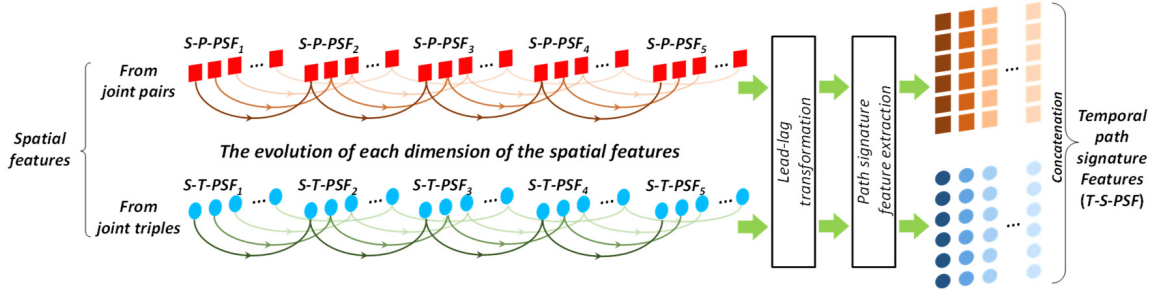 S-P-PSF1
S-P-PSF2
S-P-PSF3
S-P-PSF4
S-P-PSF5
From
joint pairs
...
...
...
...
...
Spatial
features
The evolution of each dimension of the spatial features
S-T-PSF1
S-T-PSF2
S-T-PSF3
S-T-PSF4
S-T-PSF5
From
joint triples
...
...
...
...
...
Lead-lag
transformation
Path signature
feature extraction
...
...
Concatenation
Temporal
path
signature
Features
(T-S-PSF)